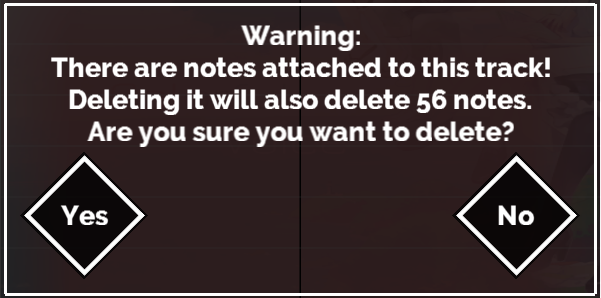 Warning:
There are notes attached to this track!
Deleting it will also delete 56 notes.
Are you sure you want to delete?
Yes
No